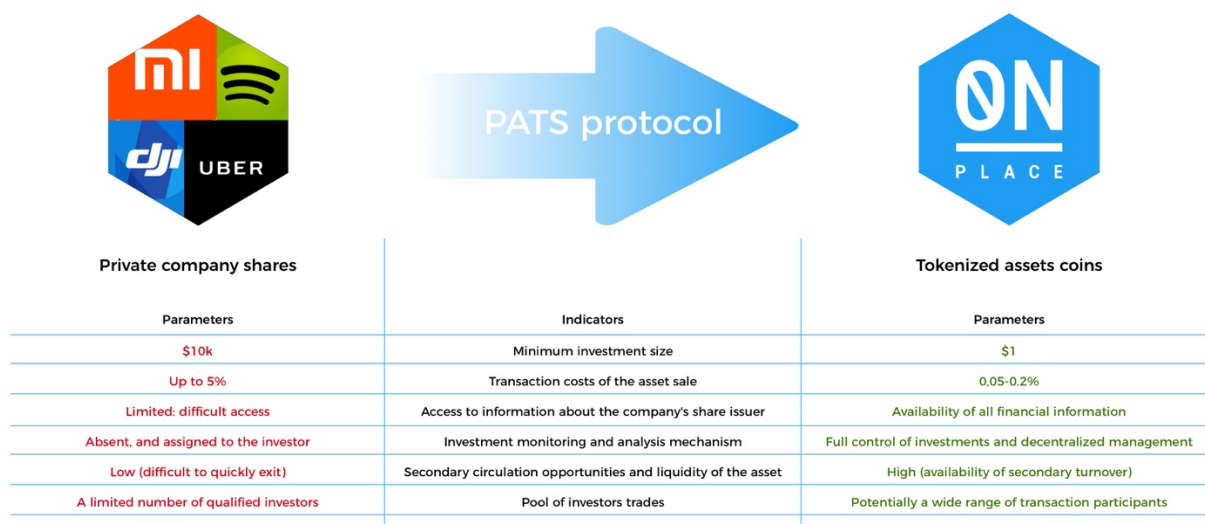 mi
dji
UBER
PATS protocol
0N
PLACE
Private company shares
Tokenized assets coins
Parameters
Indicators
Parameters
$10k
Minimum investment size
$1
Up to 5%
Transaction costs of the asset sale
0,05-0.2%
Limited: difficult access
Access to information about the company's share issuer
Availability of all financial information
Absent, and assigned to the investor
Investment monitoring and analysis mechanism
Full control of investments and decentralized management
Low (difficult to quickly exit)
Secondary circulation opportunities and liquidity of the asset
High (availability of secondary turnover)
A limited number of qualified investors
Pool of investors trades
Potentially a wide range of transaction participants